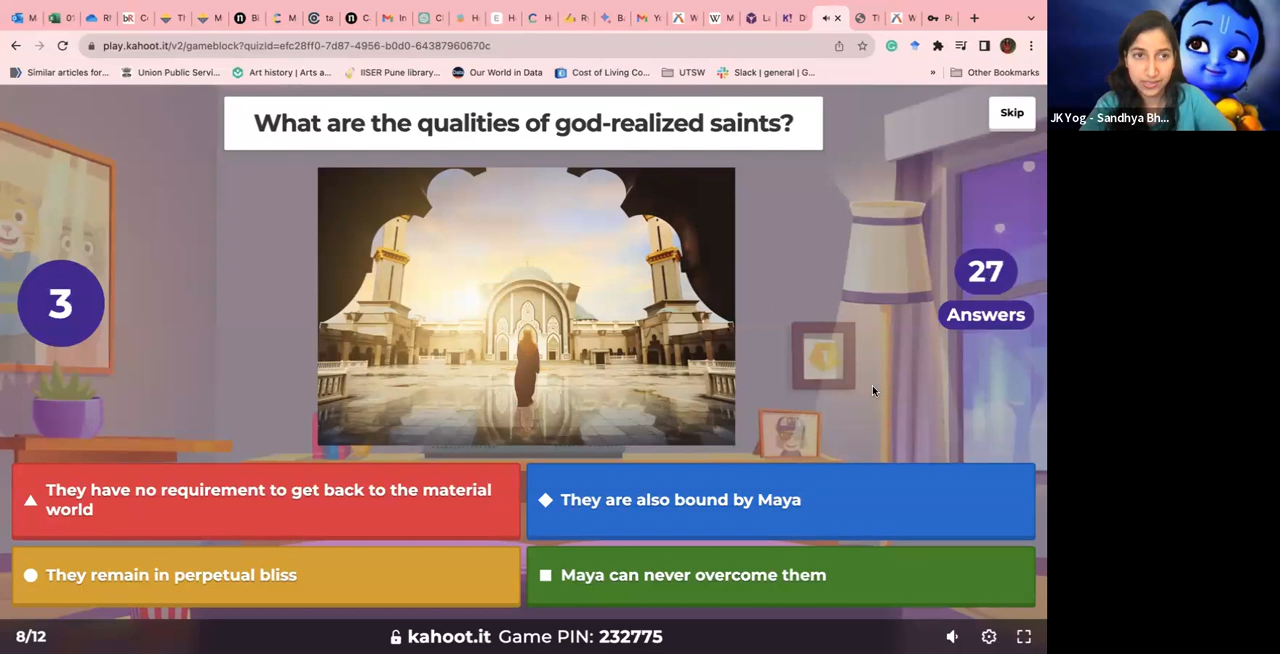 play.kahoot.it/v2/gameblock?quizId=efc28ff0-7d87-4956-b0d0-64387960670c
Similar articles for...
Union Public Servi...
Art history | Arts a...
IISER Pune library...
Our World in Data
Cost of Living Co...
UTSW
Slack | general | G...
»
Other Bookmarks
What are the qualities of god-realized saints?
Skip
JKYog - Sandhya Bh...
3
27
Answers
They have no requirement to get back to the material
world
They are also bound by Maya
They remain in perpetual bliss
Maya can never overcome them
8/12
kahoot.it Game PIN: 232775